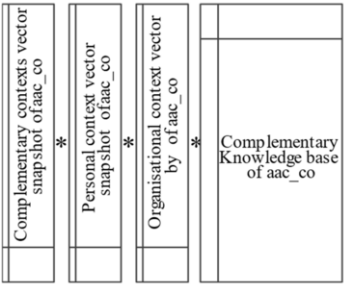 Complementary contexts vector
snapshot ofaac_co
*
Personal context vector
snapshot ofaac_co
*
Organisational context vector
by of aac_co
*
Complementary
Knowledge base
of aac_co